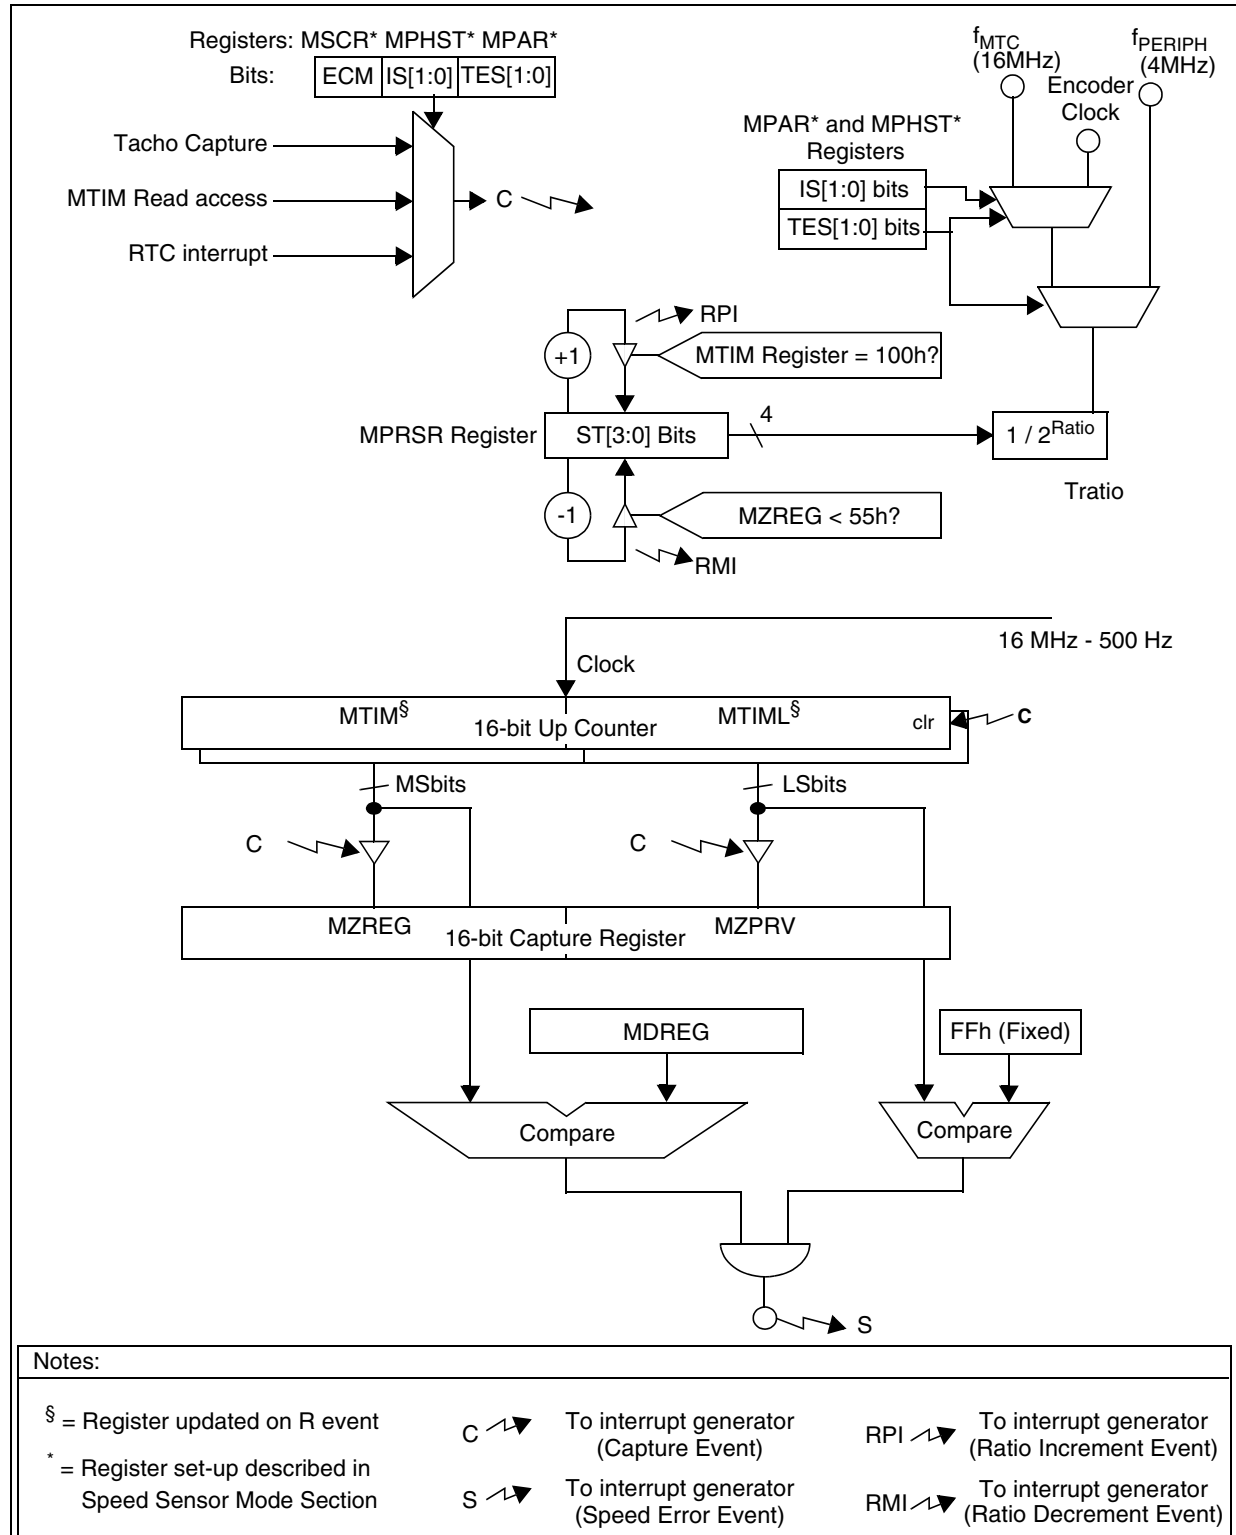 Registers: MSCR* MPHST* MPAR*
Bits: ECM IS[1:0] TES[1:0]
Tacho Capture
MTIM Read access
RTC interrupt
C
fMTC
(16MHz)
fPERIPH
(4MHz)
Encoder
Clock
MPAR* and MPHST*
Registers
IS[1:0] bits
TES[1:0] bits
RPI
+1
MTIM Register = 100h?
MPRSR Register
ST[3:0] Bits
4
1 / 2Ratio
Tratio
-1
MZREG < 55h?
RMI
16 MHz - 500 Hz
Clock
MTIM§
MTIML§
16-bit Up Counter
clr
C
MSbits
LSbits
C
C
MZREG
MZPRV
16-bit Capture Register
MDREG
FFh (Fixed)
Compare
Compare
S
Notes:
§ = Register updated on R event
* = Register set-up described in
Speed Sensor Mode Section
C
To interrupt generator
(Capture Event)
S
To interrupt generator
(Speed Error Event)
RPI
To interrupt generator
(Ratio Increment Event)
RMI
To interrupt generator
(Ratio Decrement Event)